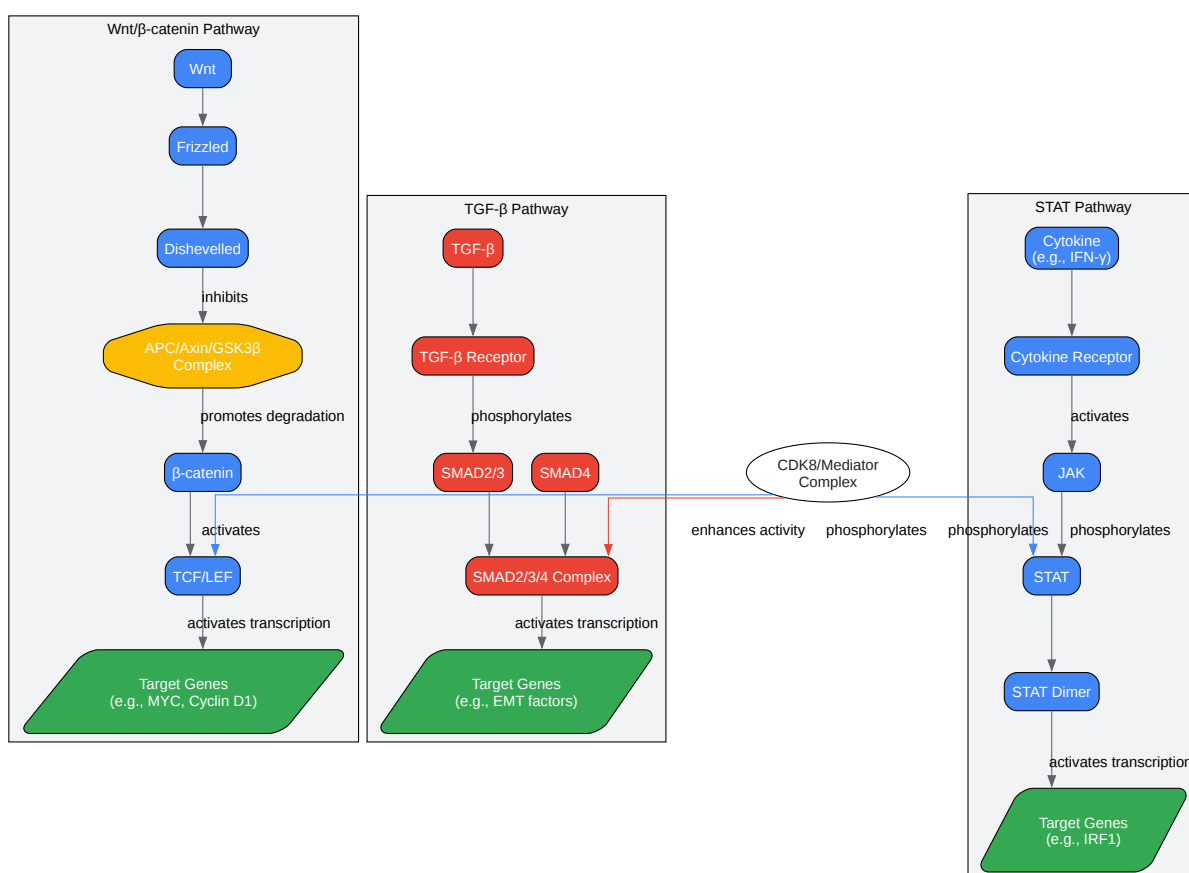 Wnt/β-catenin Pathway
Wnt
Frizzled
Dishevelled
inhibits
APC/Axin/GSK3β
Complex
promotes degradation
β-catenin
activates
TCF/LEF
activates transcription
Target Genes
(e.g., MYC, Cyclin D1)
TGF-β Pathway
TGF-β
TGF-β Receptor
phosphorylates
SMAD2/3
SMAD4
SMAD2/3/4 Complex
activates transcription
Target Genes
(e.g., EMT factors)
CDK8/Mediator
Complex
enhances activity
phosphorylates
phosphorylates
STAT Pathway
Cytokine
(e.g., IFN-γ)
Cytokine Receptor
activates
JAK
phosphorylates
STAT
STAT Dimer
activates transcription
Target Genes
(e.g., IRF1)